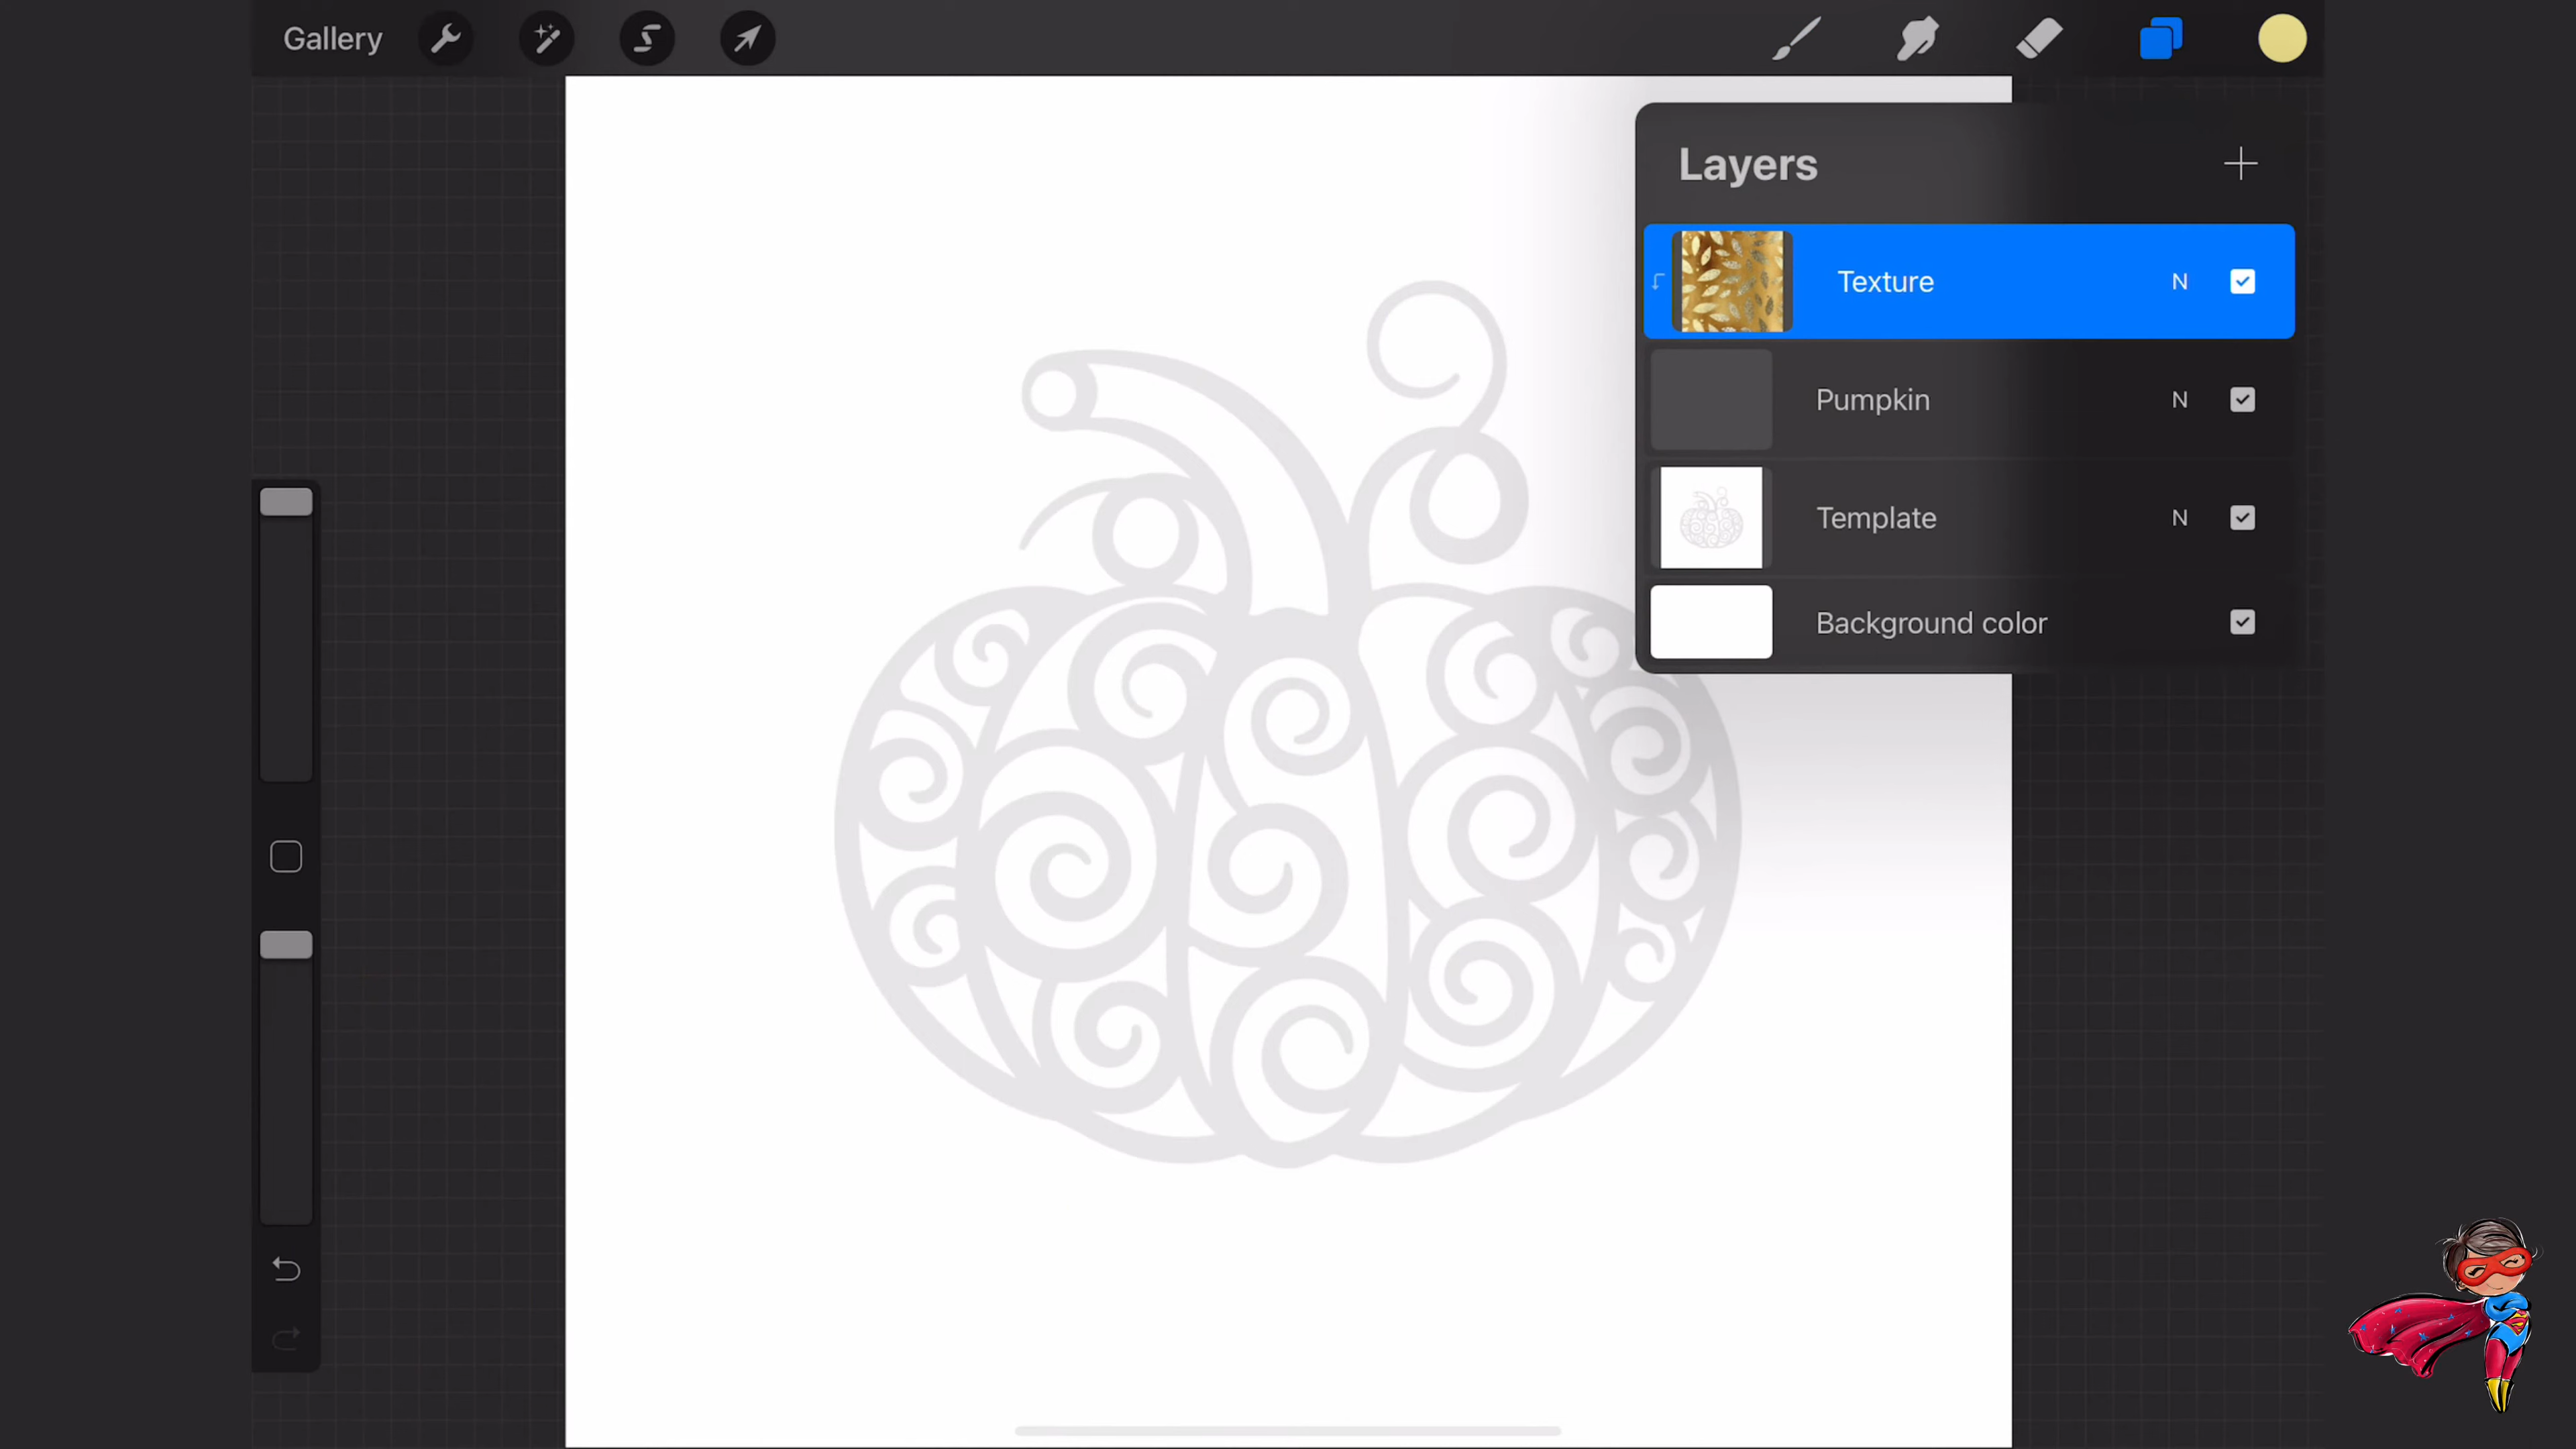 Gallery
Layers
Texture N
Pumpkin N
Template N
Background color